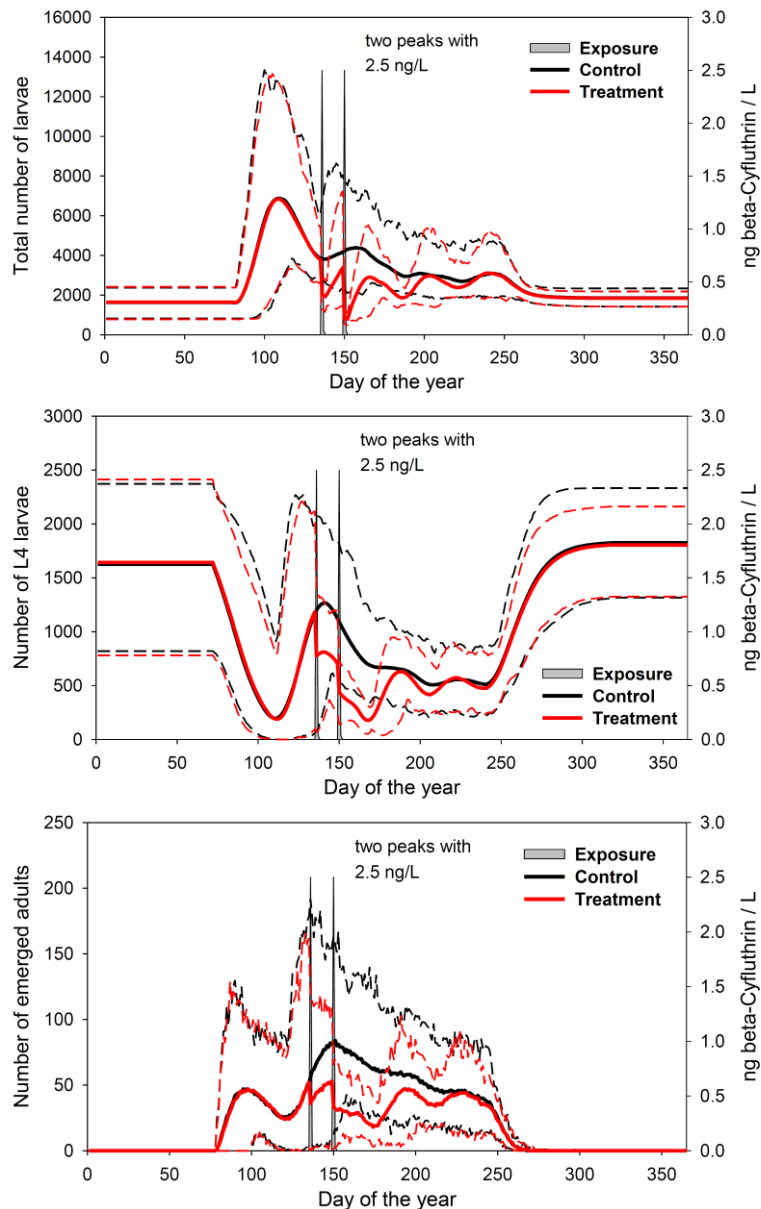 16000
14000
12000
10000
8000
6000
4000
2000
0
Total number of larvae
two peaks with
2.5 ng/L
Exposure
Control
Treatment
3.0
2.5
2.0
1.5
1.0
0.5
0.0
ng beta-Cyfluthrin / L
0 50 100 150 200 250 300 350
Day of the year
3000
2500
2000
1500
1000
500
0
Number of L4 larvae
two peaks with
2.5 ng/L
Exposure
Control
Treatment
3.0
2.5
2.0
1.5
1.0
0.5
0.0
ng beta-Cyfluthrin / L
0 50 100 150 200 250 300 350
Day of the year
250
200
150
100
50
0
Number of emerged adults
two peaks with
2.5 ng/L
Exposure
Control
Treatment
3.0
2.5
2.0
1.5
1.0
0.5
0.0
ng beta-Cyfluthrin / L
0 50 100 150 200 250 300 350
Day of the year